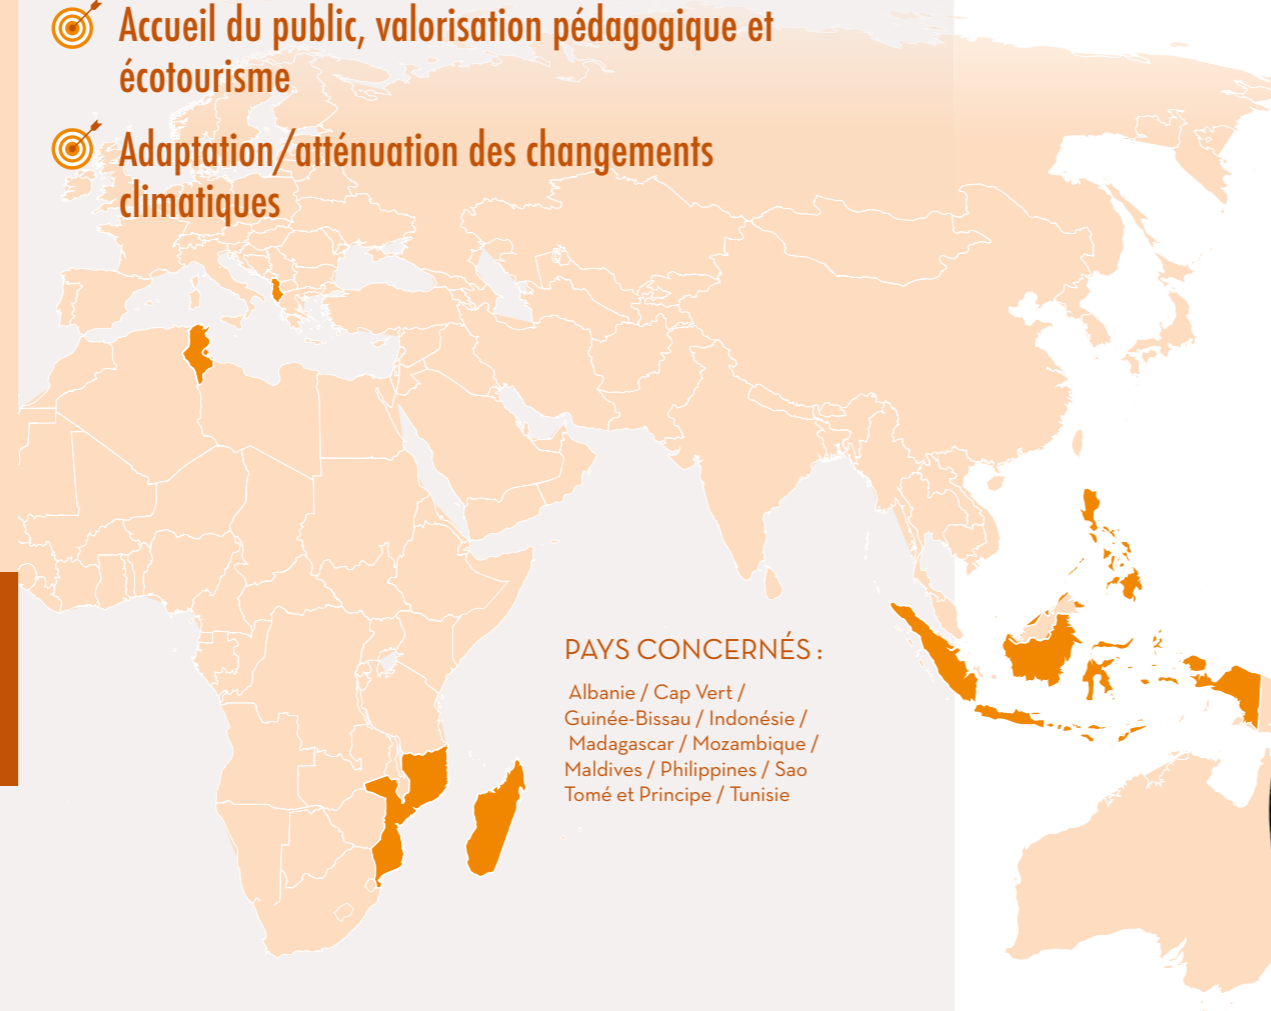 Accueil du public, valorisation pédagogique et
écotourisme
Adaptation/atténuation des changements
climatiques
PAYS CONCERNÉS :
Albanie / Cap Vert /
Guinée-Bissau / Indonésie /
Madagascar / Mozambique /
Maldives / Philippines / Sao
Tomé et Principe / Tunisie